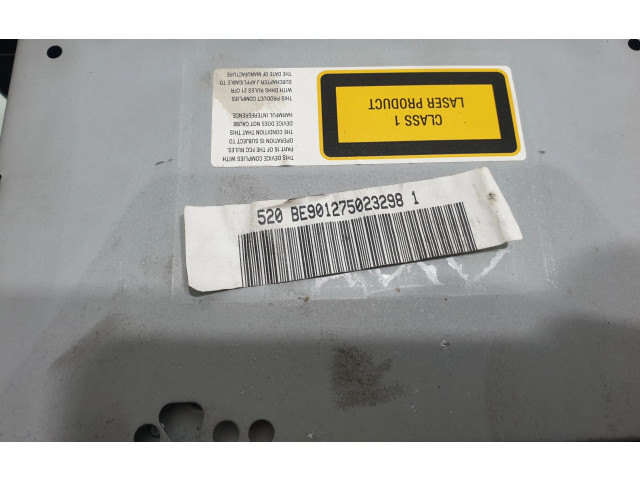 THIS DEVICE COMPLIES WITH
PART 15 OF THE FCC RULES.
OPERATION IS SUBJECT TO
THE CONDITION THAT THIS
DEVICE DOES NOT CAUSE
HARMFUL INTERFERENCE
THIS PRODUCT COMPLIES
WITH DHHS RULES 21 CFR
SUBCHAPTER J APPLICABLE TO
THE DATE OF MANUFACTURE
CLASS 1
LASER PRODUCT
520 BE901275023298 1